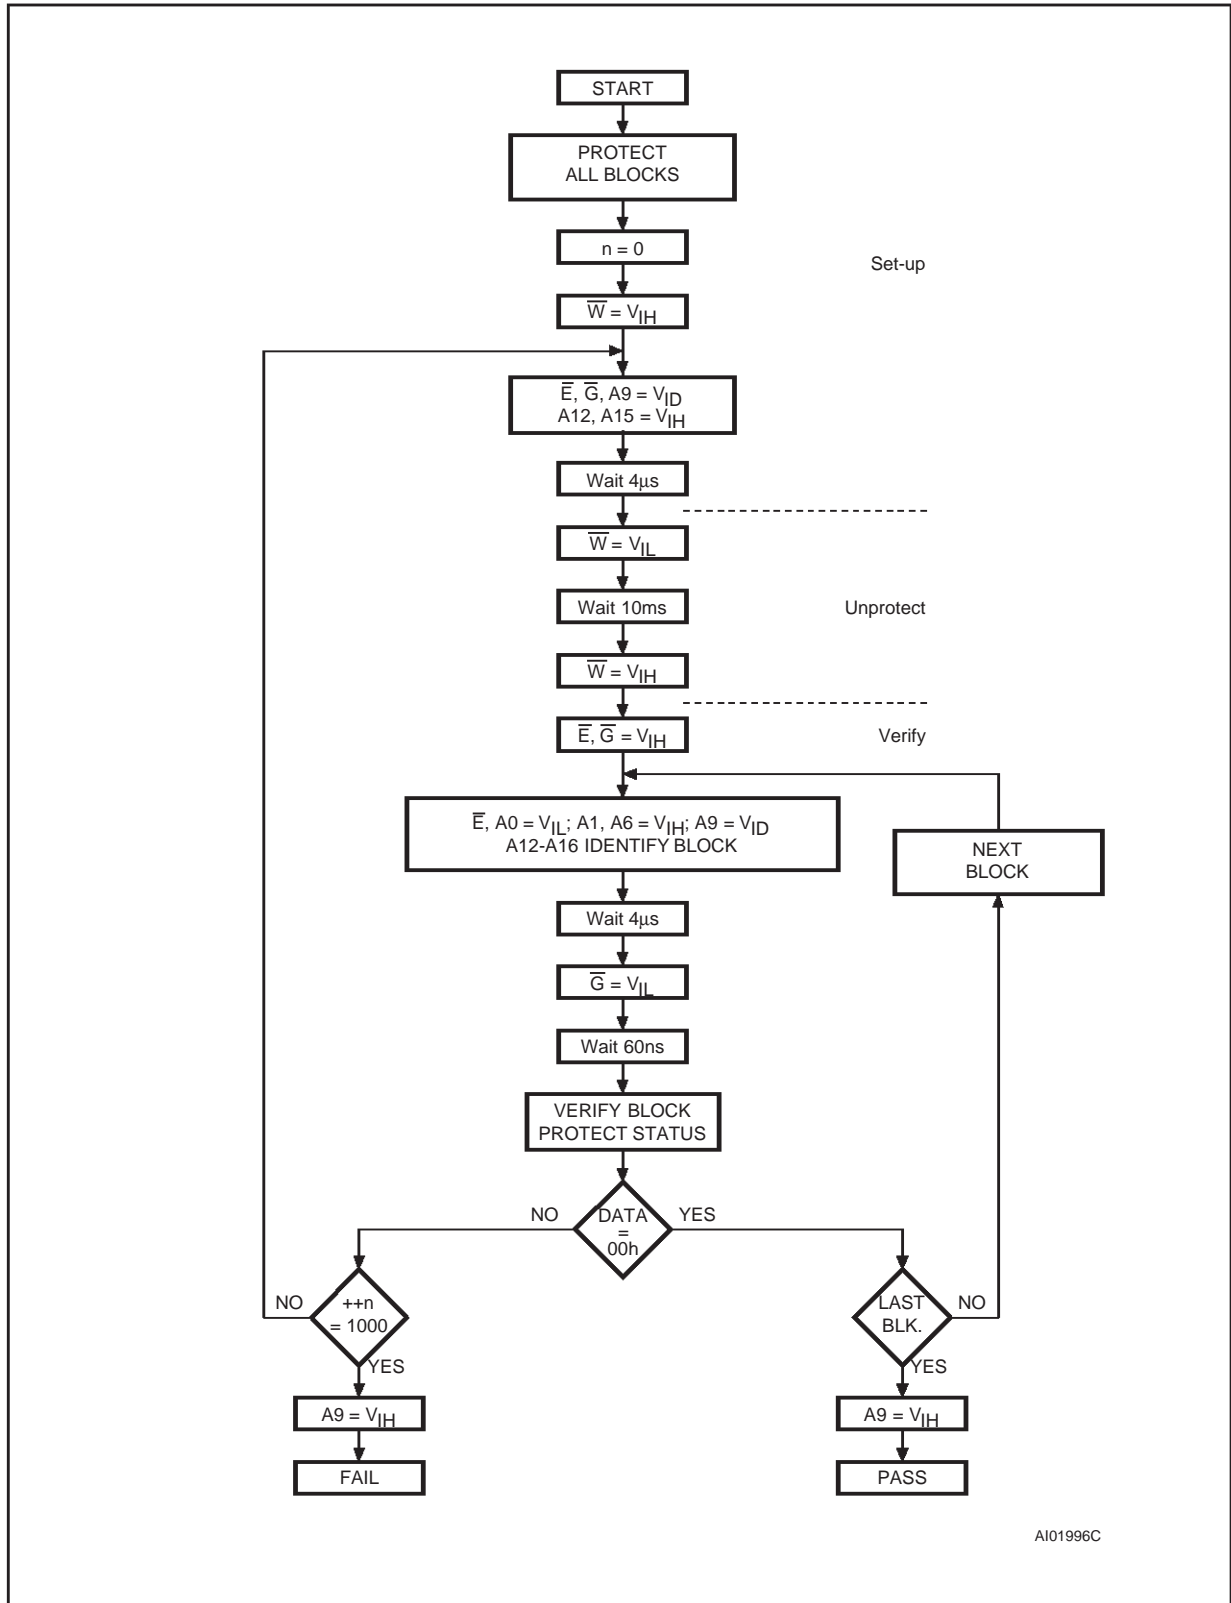 START
PROTECT
ALL BLOCKS
n = 0
Set-up
W̅ = VIH
E̅, G̅, A9 = VID
A12, A15 = VIH
Wait 4µs
W̅ = VIL
Wait 10ms
Unprotect
W̅ = VIH
E̅, G̅ = VIH
Verify
E̅, A0 = VIL; A1, A6 = VIH; A9 = VID
A12-A16 IDENTIFY BLOCK
NEXT
BLOCK
Wait 4µs
G̅ = VIL
Wait 60ns
VERIFY BLOCK
PROTECT STATUS
NO
DATA
=
00h
YES
NO
++n
= 1000
YES
LAST
BLK.
NO
YES
A9 = VIH
A9 = VIH
FAIL
PASS
AI01996C